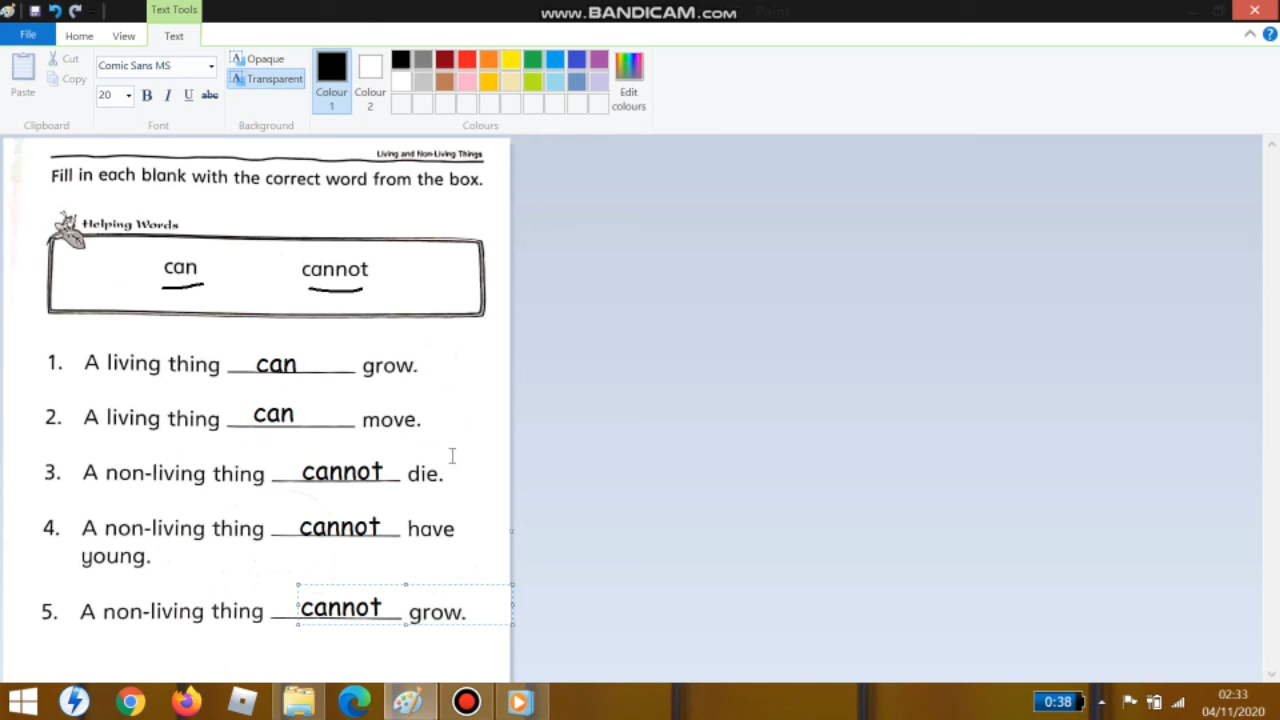 Text Tools
www.BANDICAM.com
File Home View Text
Cut
Copy
Paste
Comic Sans MS
20 B I U abc
Opaque
Transparent
Colour 1
Colour 2
Edit colours
Clipboard Font Background Colours
Living and Non-Living Things
Fill in each blank with the correct word from the box.
Helping Words
can cannot
1. A living thing can grow.
2. A living thing can move.
3. A non-living thing cannot die.
4. A non-living thing cannot have
young.
5. A non-living thing cannot grow.
0:38
02:33
04/11/2020